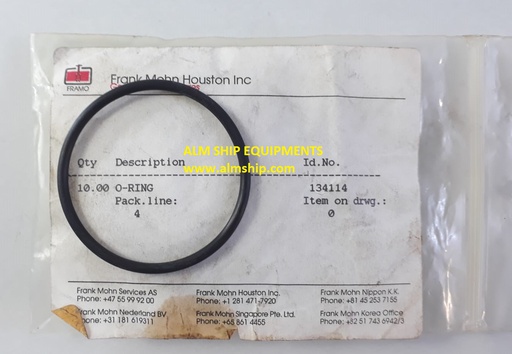 Frank Mohn Houston Inc
FRAMO
ALM SHIP EQUIPMENTS
Qty Description Id.No.
www.almship.com
10.00 O-RING 134114
Pack.line: Item on drwg.:
4 0
Frank Mohn Services AS Frank Mohn Houston Inc. Frank Mohn Nippon K.K.
Phone: +47 55 99 92 00 Phone: +1 281 471-7920 Phone: +81 45 253 7155
Frank Mohn Nederland BV Frank Mohn Singapore Pte. Ltd. Frank Mohn Korea Office
Phone: +31 181 619311 Phone: +65 861 4455 Phone: +82 51 743 6942/3